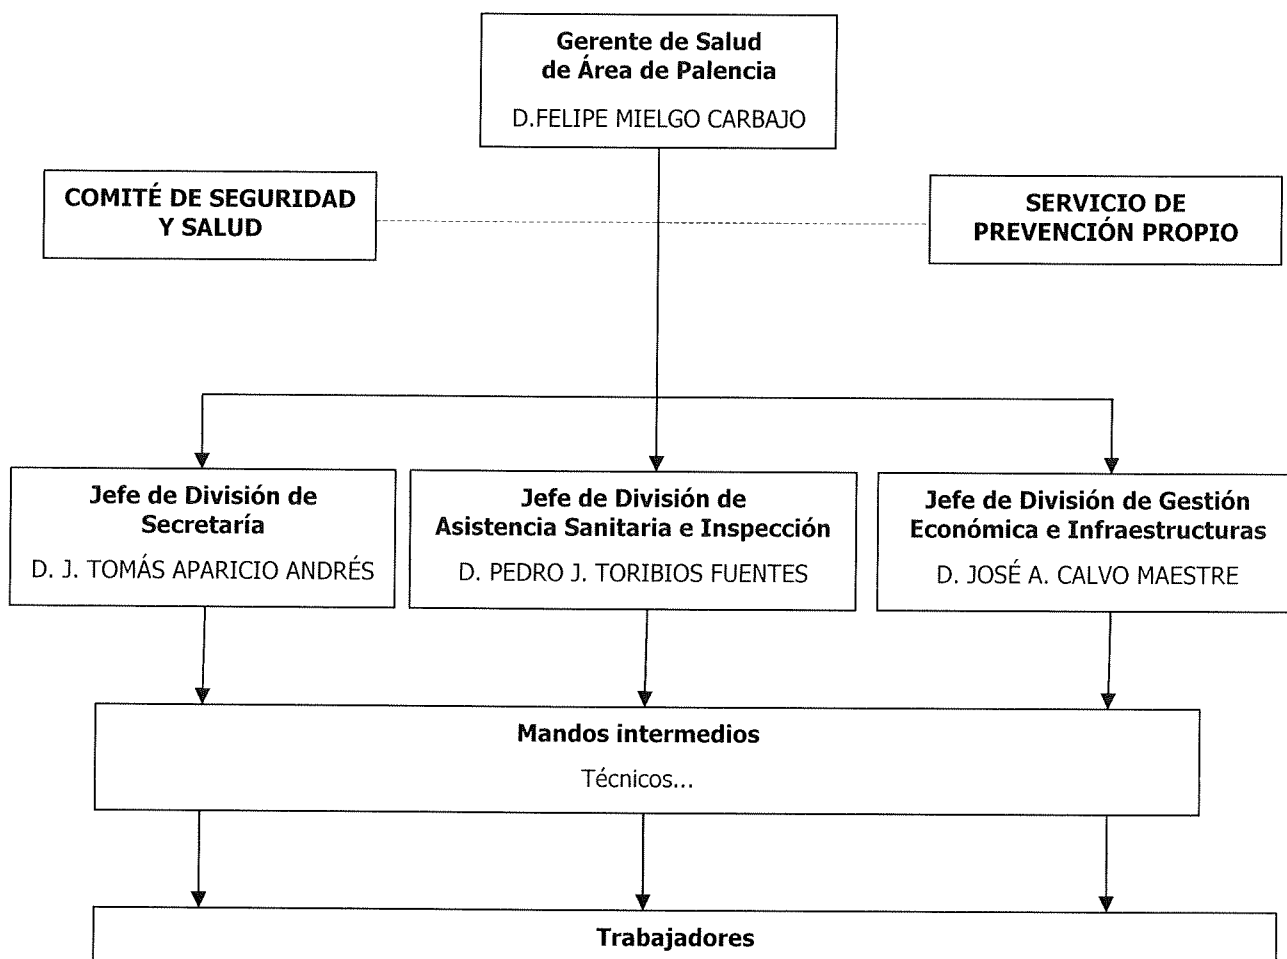 Gerente de Salud
de Área de Palencia
D.FELIPE MIELGO CARBAJO
COMITÉ DE SEGURIDAD
Y SALUD
SERVICIO DE
PREVENCIÓN PROPIO
Jefe de División de
Secretaría
D. J. TOMÁS APARICIO ANDRÉS
Jefe de División de
Asistencia Sanitaria e Inspección
D. PEDRO J. TORIBIOS FUENTES
Jefe de División de Gestión
Económica e Infraestructuras
D. JOSÉ A. CALVO MAESTRE
Mandos intermedios
Técnicos...
Trabajadores